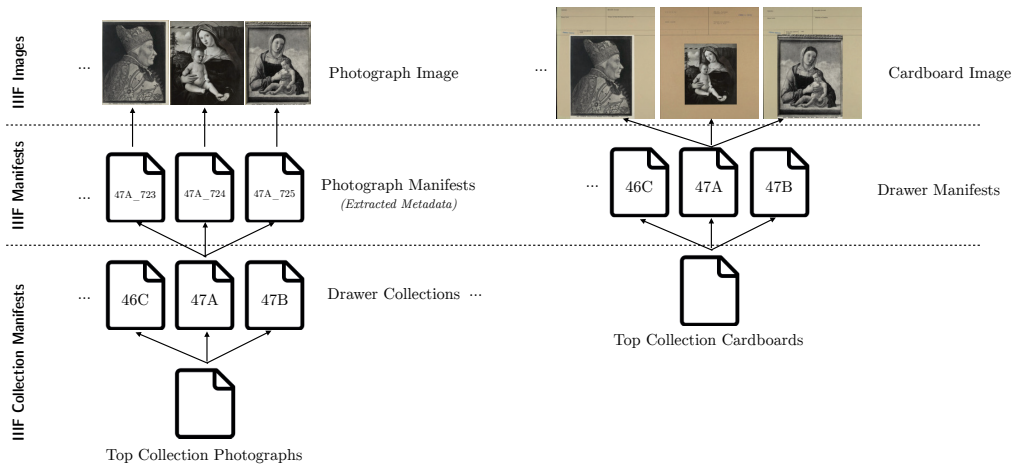 IIIF Images
...
Photograph Image
...
Cardboard Image
IIIF Manifests
...
47A_723
47A_724
47A_725
Photograph Manifests
(Extracted Metadata)
...
46C
47A
47B
Drawer Manifests
IIIF Collection Manifests
...
46C
47A
47B
Drawer Collections ...
Top Collection Photographs
Top Collection Cardboards